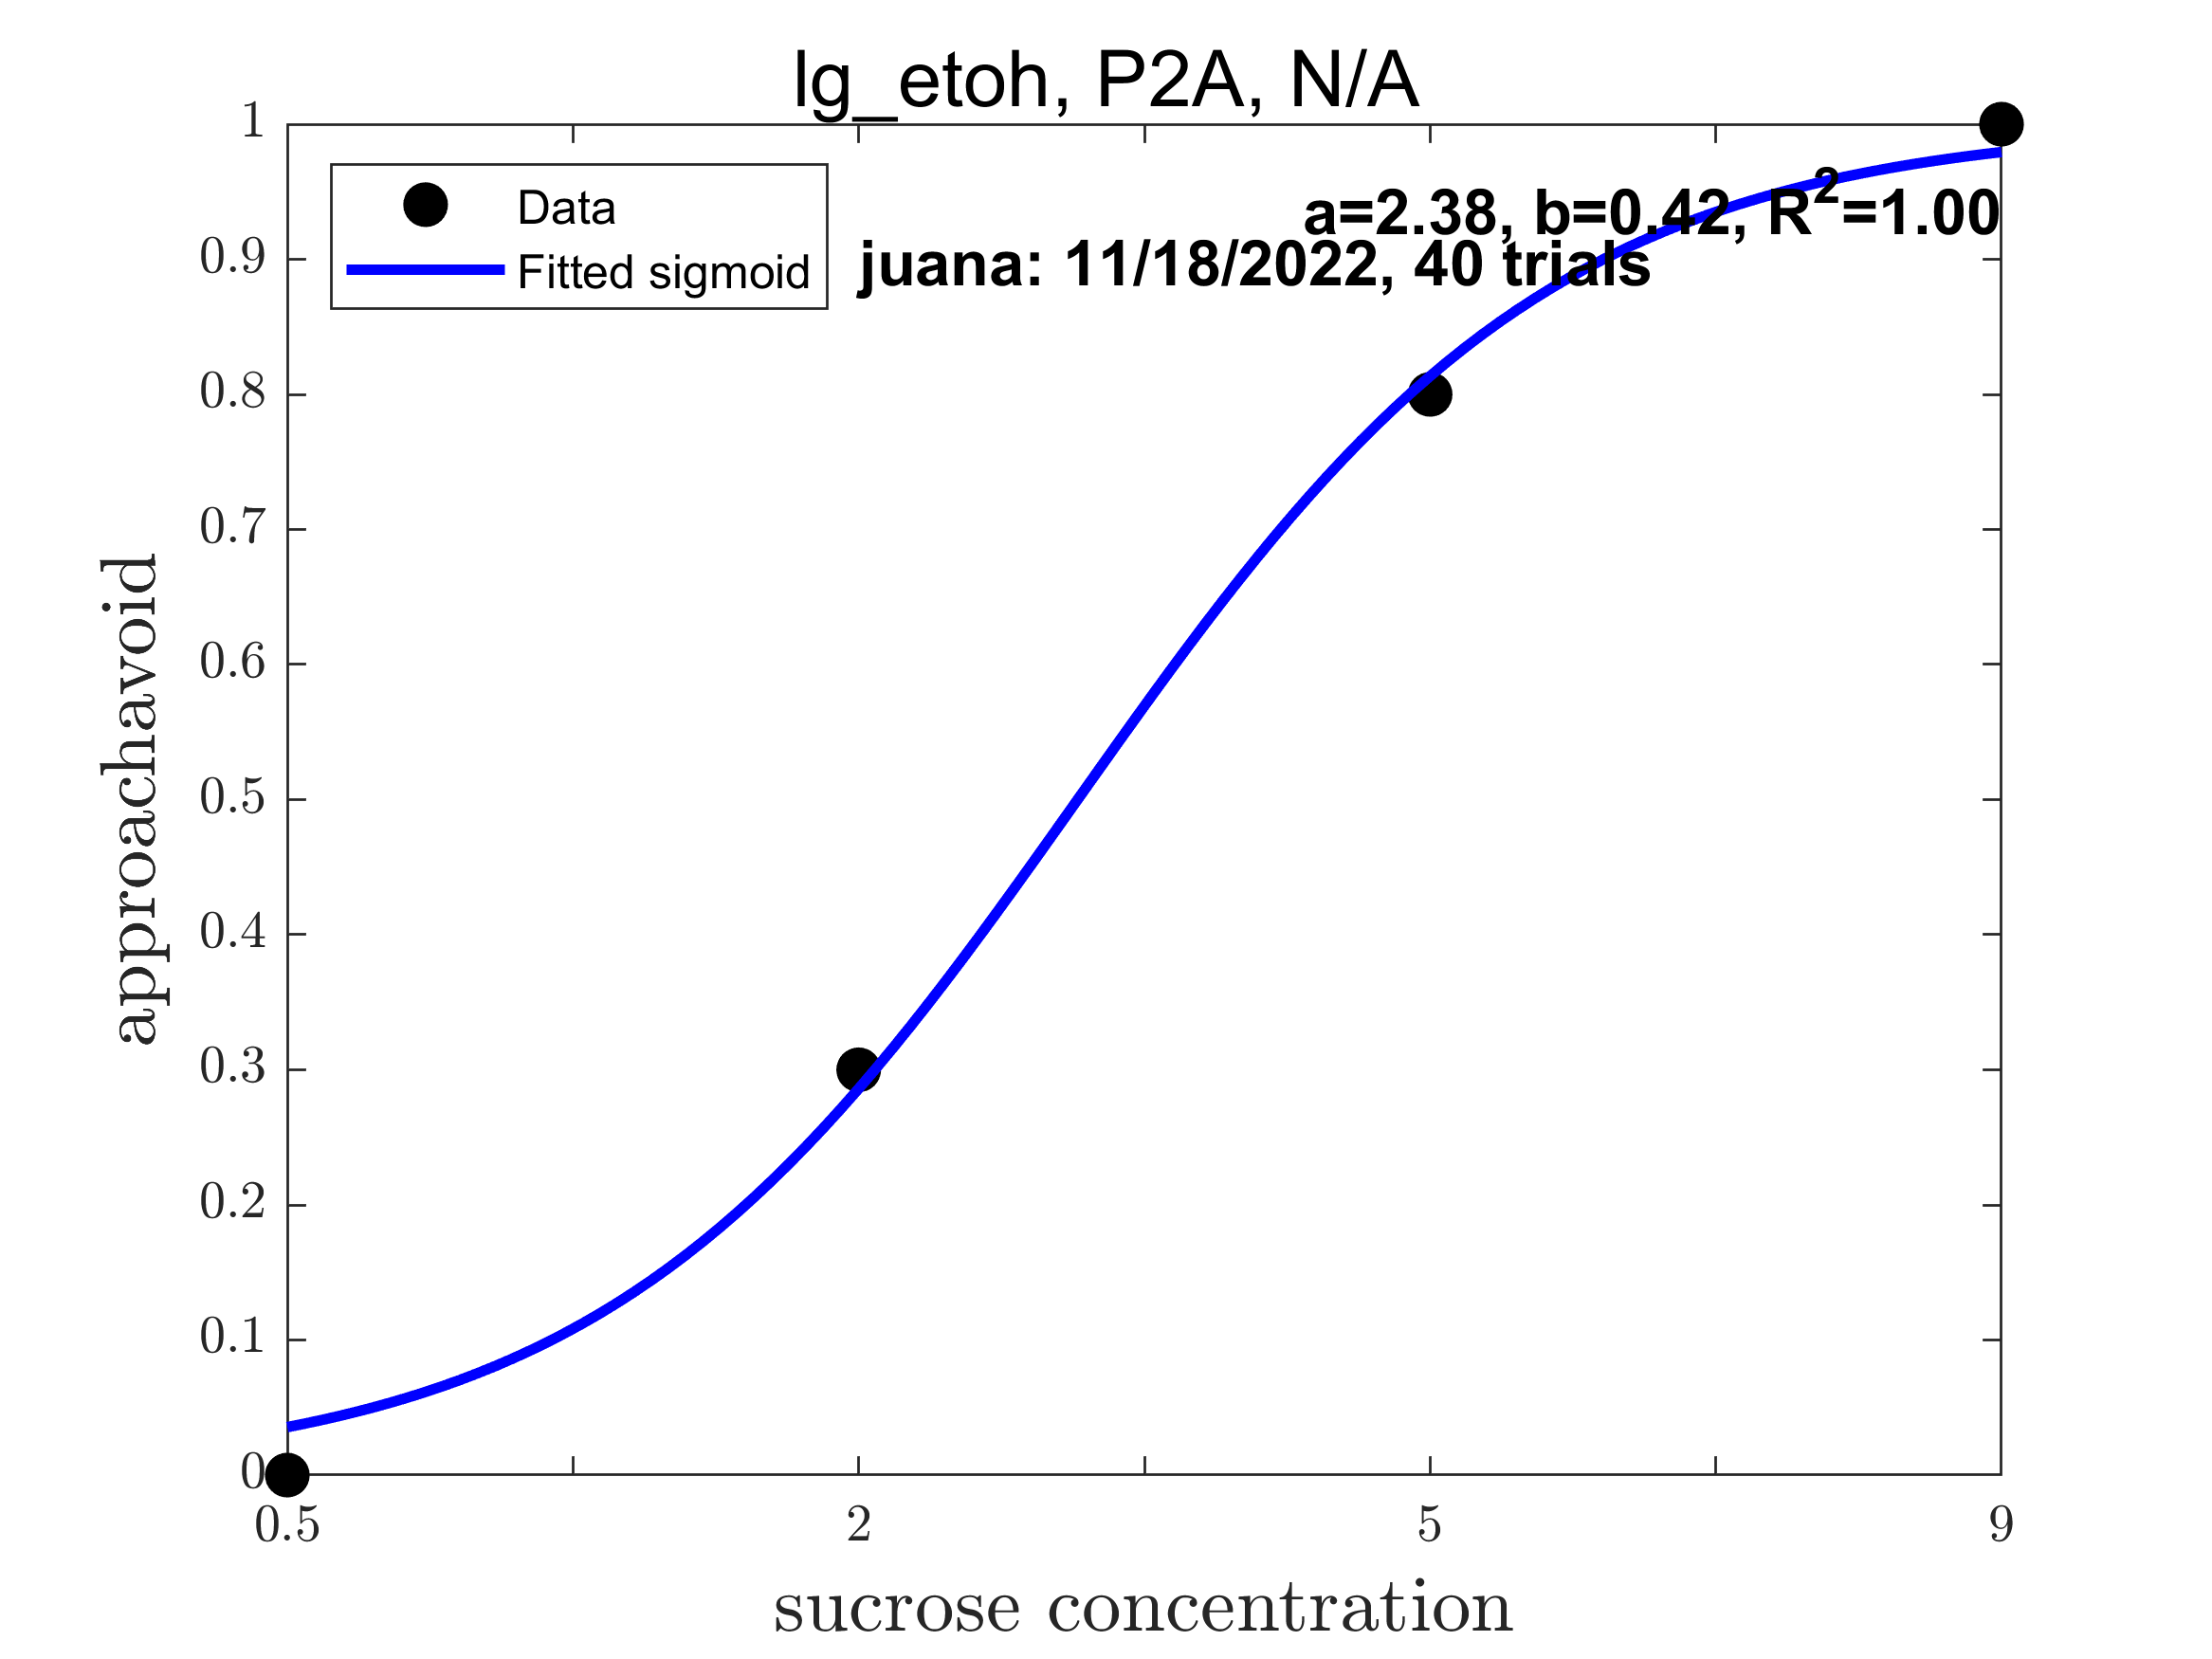 lg_etoh, P2A, N/A
1
0.9
0.8
0.7
0.6
0.5
0.4
0.3
0.2
0.1
0
Data
Fitted sigmoid
a=2.38, b=0.42, R²=1.00
juana: 11/18/2022, 40 trials
approachavoid
0.5 2 5 9
sucrose concentration